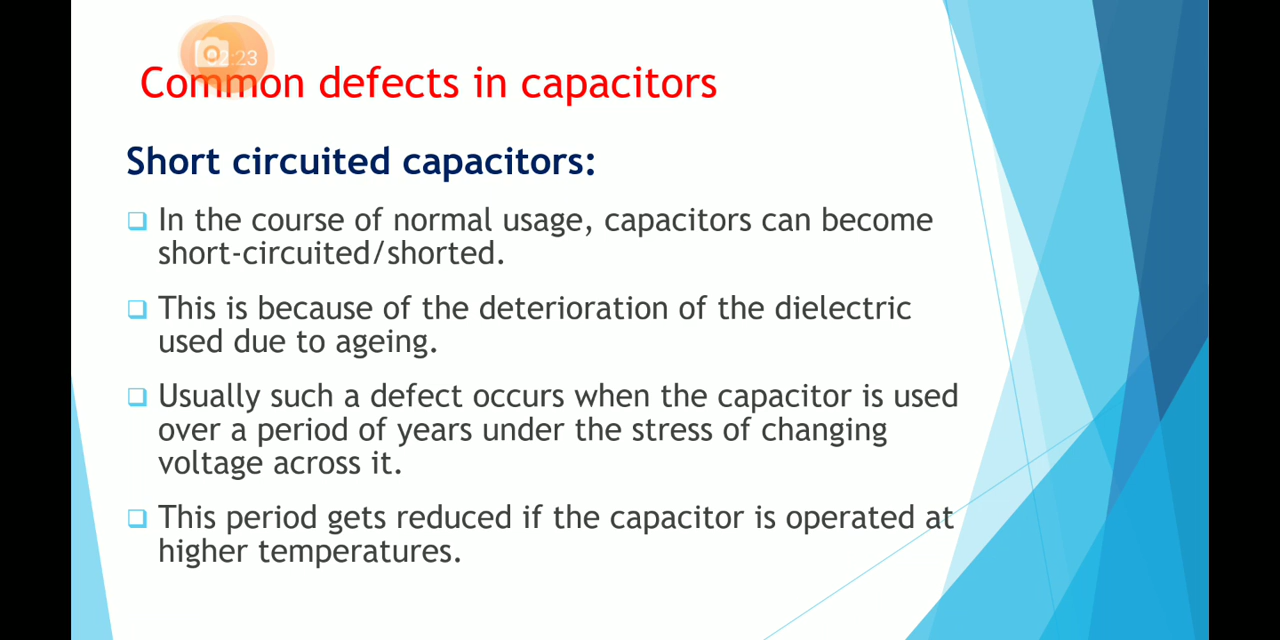 Common defects in capacitors
Short circuited capacitors:
In the course of normal usage, capacitors can become
short-circuited/shorted.
This is because of the deterioration of the dielectric
used due to ageing.
Usually such a defect occurs when the capacitor is used
over a period of years under the stress of changing
voltage across it.
This period gets reduced if the capacitor is operated at
higher temperatures.